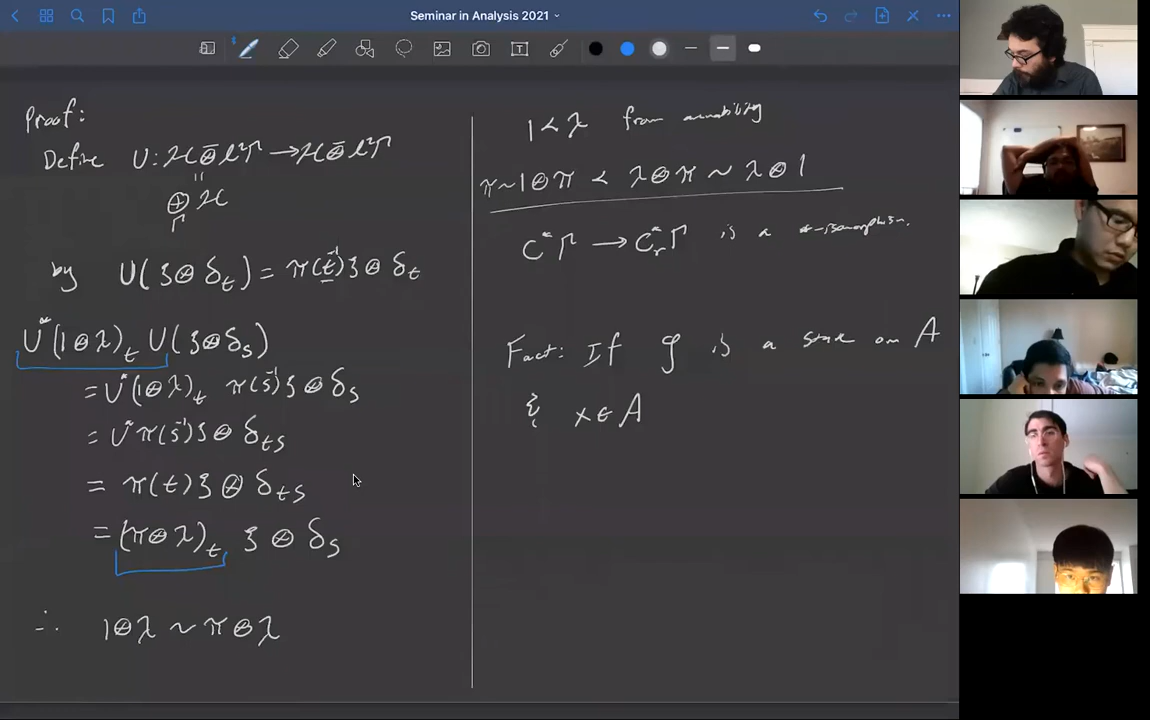 Seminar in Analysis 2021
Proof:
Define U: ℋ ⊗̄ ℓ²Γ → ℋ ⊗̄ ℓ²Γ
=
⊕ ℋ
Γ
by U(ξ⊗δ_t) = π(t⁻¹)ξ⊗δ_t
U*(1⊗λ)_t U(ξ⊗δ_s)
= U*(1⊗λ)_t π(s⁻¹)ξ⊗δ_s
= U*π(s⁻¹)ξ⊗δ_ts
= π(t)ξ⊗δ_ts
= (π⊗λ)_t ξ⊗δ_s
∴ 1⊗λ ~ π⊗λ
1 < λ from
π~1⊗π < λ⊗π ~ λ⊗1
C*Γ → C*_rΓ is a *-isomorphism.
Fact: If φ is a state on A
& x∈A